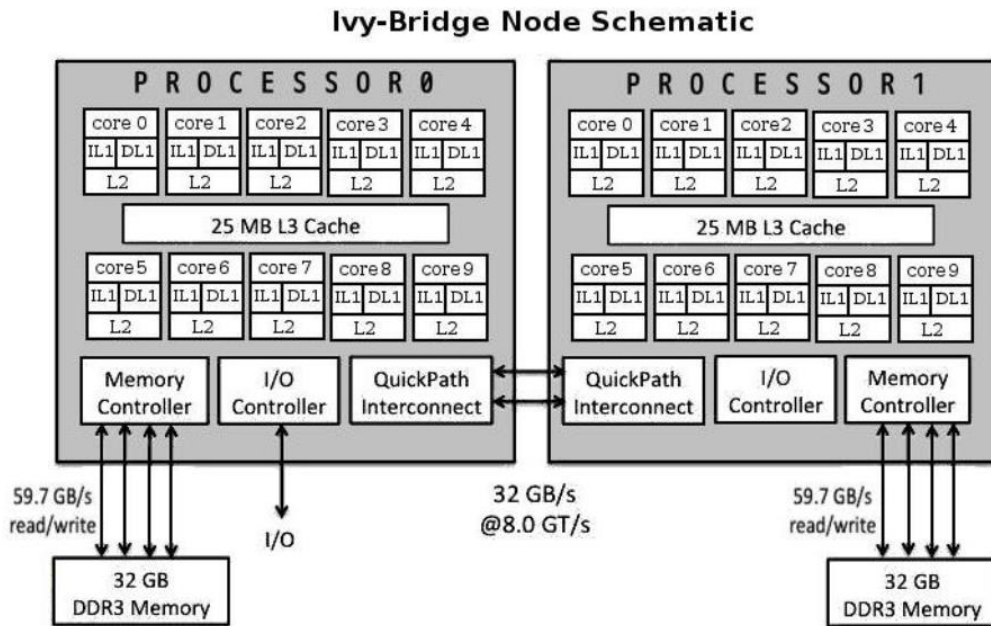 Ivy-Bridge Node Schematic
PROCESSOR0
core 0 core 1 core2 core3 core 4
IL1 DL1 IL1 DL1 IL1 DL1 IL1 DL1 IL1 DL1
L2 L2 L2 L2 L2
25 MB L3 Cache
core5 core 6 core 7 core8 core9
IL1 DL1 IL1 DL1 IL1 DL1 IL1 DL1 IL1 DL1
L2 L2 L2 L2 L2
Memory
Controller
I/O
Controller
QuickPath
Interconnect
59.7 GB/s
read/write
I/O
32 GB
DDR3 Memory
32 GB/s
@8.0 GT/s
PROCESSOR1
core 0 core 1 core2 core3 core 4
IL1 DL1 IL1 DL1 IL1 DL1 IL1 DL1 IL1 DL1
L2 L2 L2 L2 L2
25 MB L3 Cache
core5 core 6 core 7 core8 core9
IL1 DL1 IL1 DL1 IL1 DL1 IL1 DL1 IL1 DL1
L2 L2 L2 L2 L2
QuickPath
Interconnect
I/O
Controller
Memory
Controller
59.7 GB/s
read/write
32 GB
DDR3 Memory